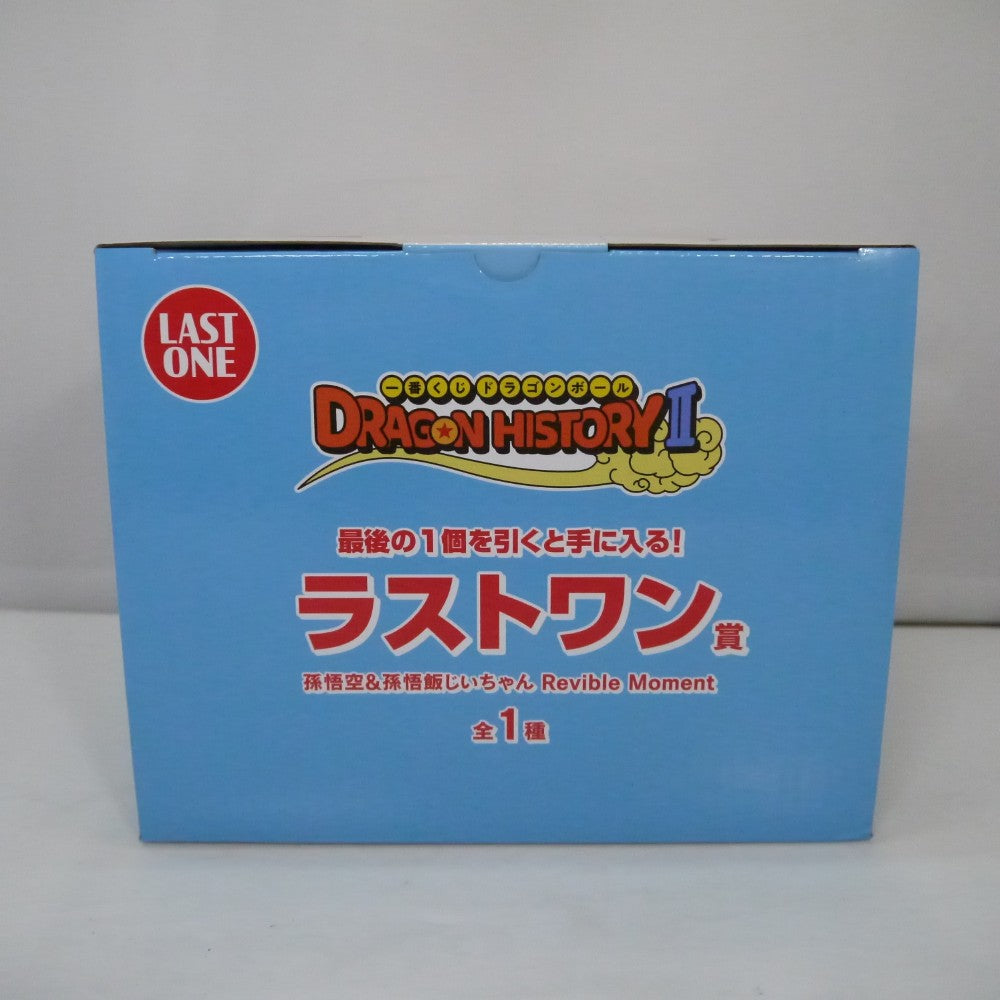 LAST
ONE
一番くじ ドラゴンボール
DRAGON HISTORY II
最後の1個を引くと手に入る!
ラストワン賞
孫悟空&孫悟飯じいちゃん Revible Moment
全1種